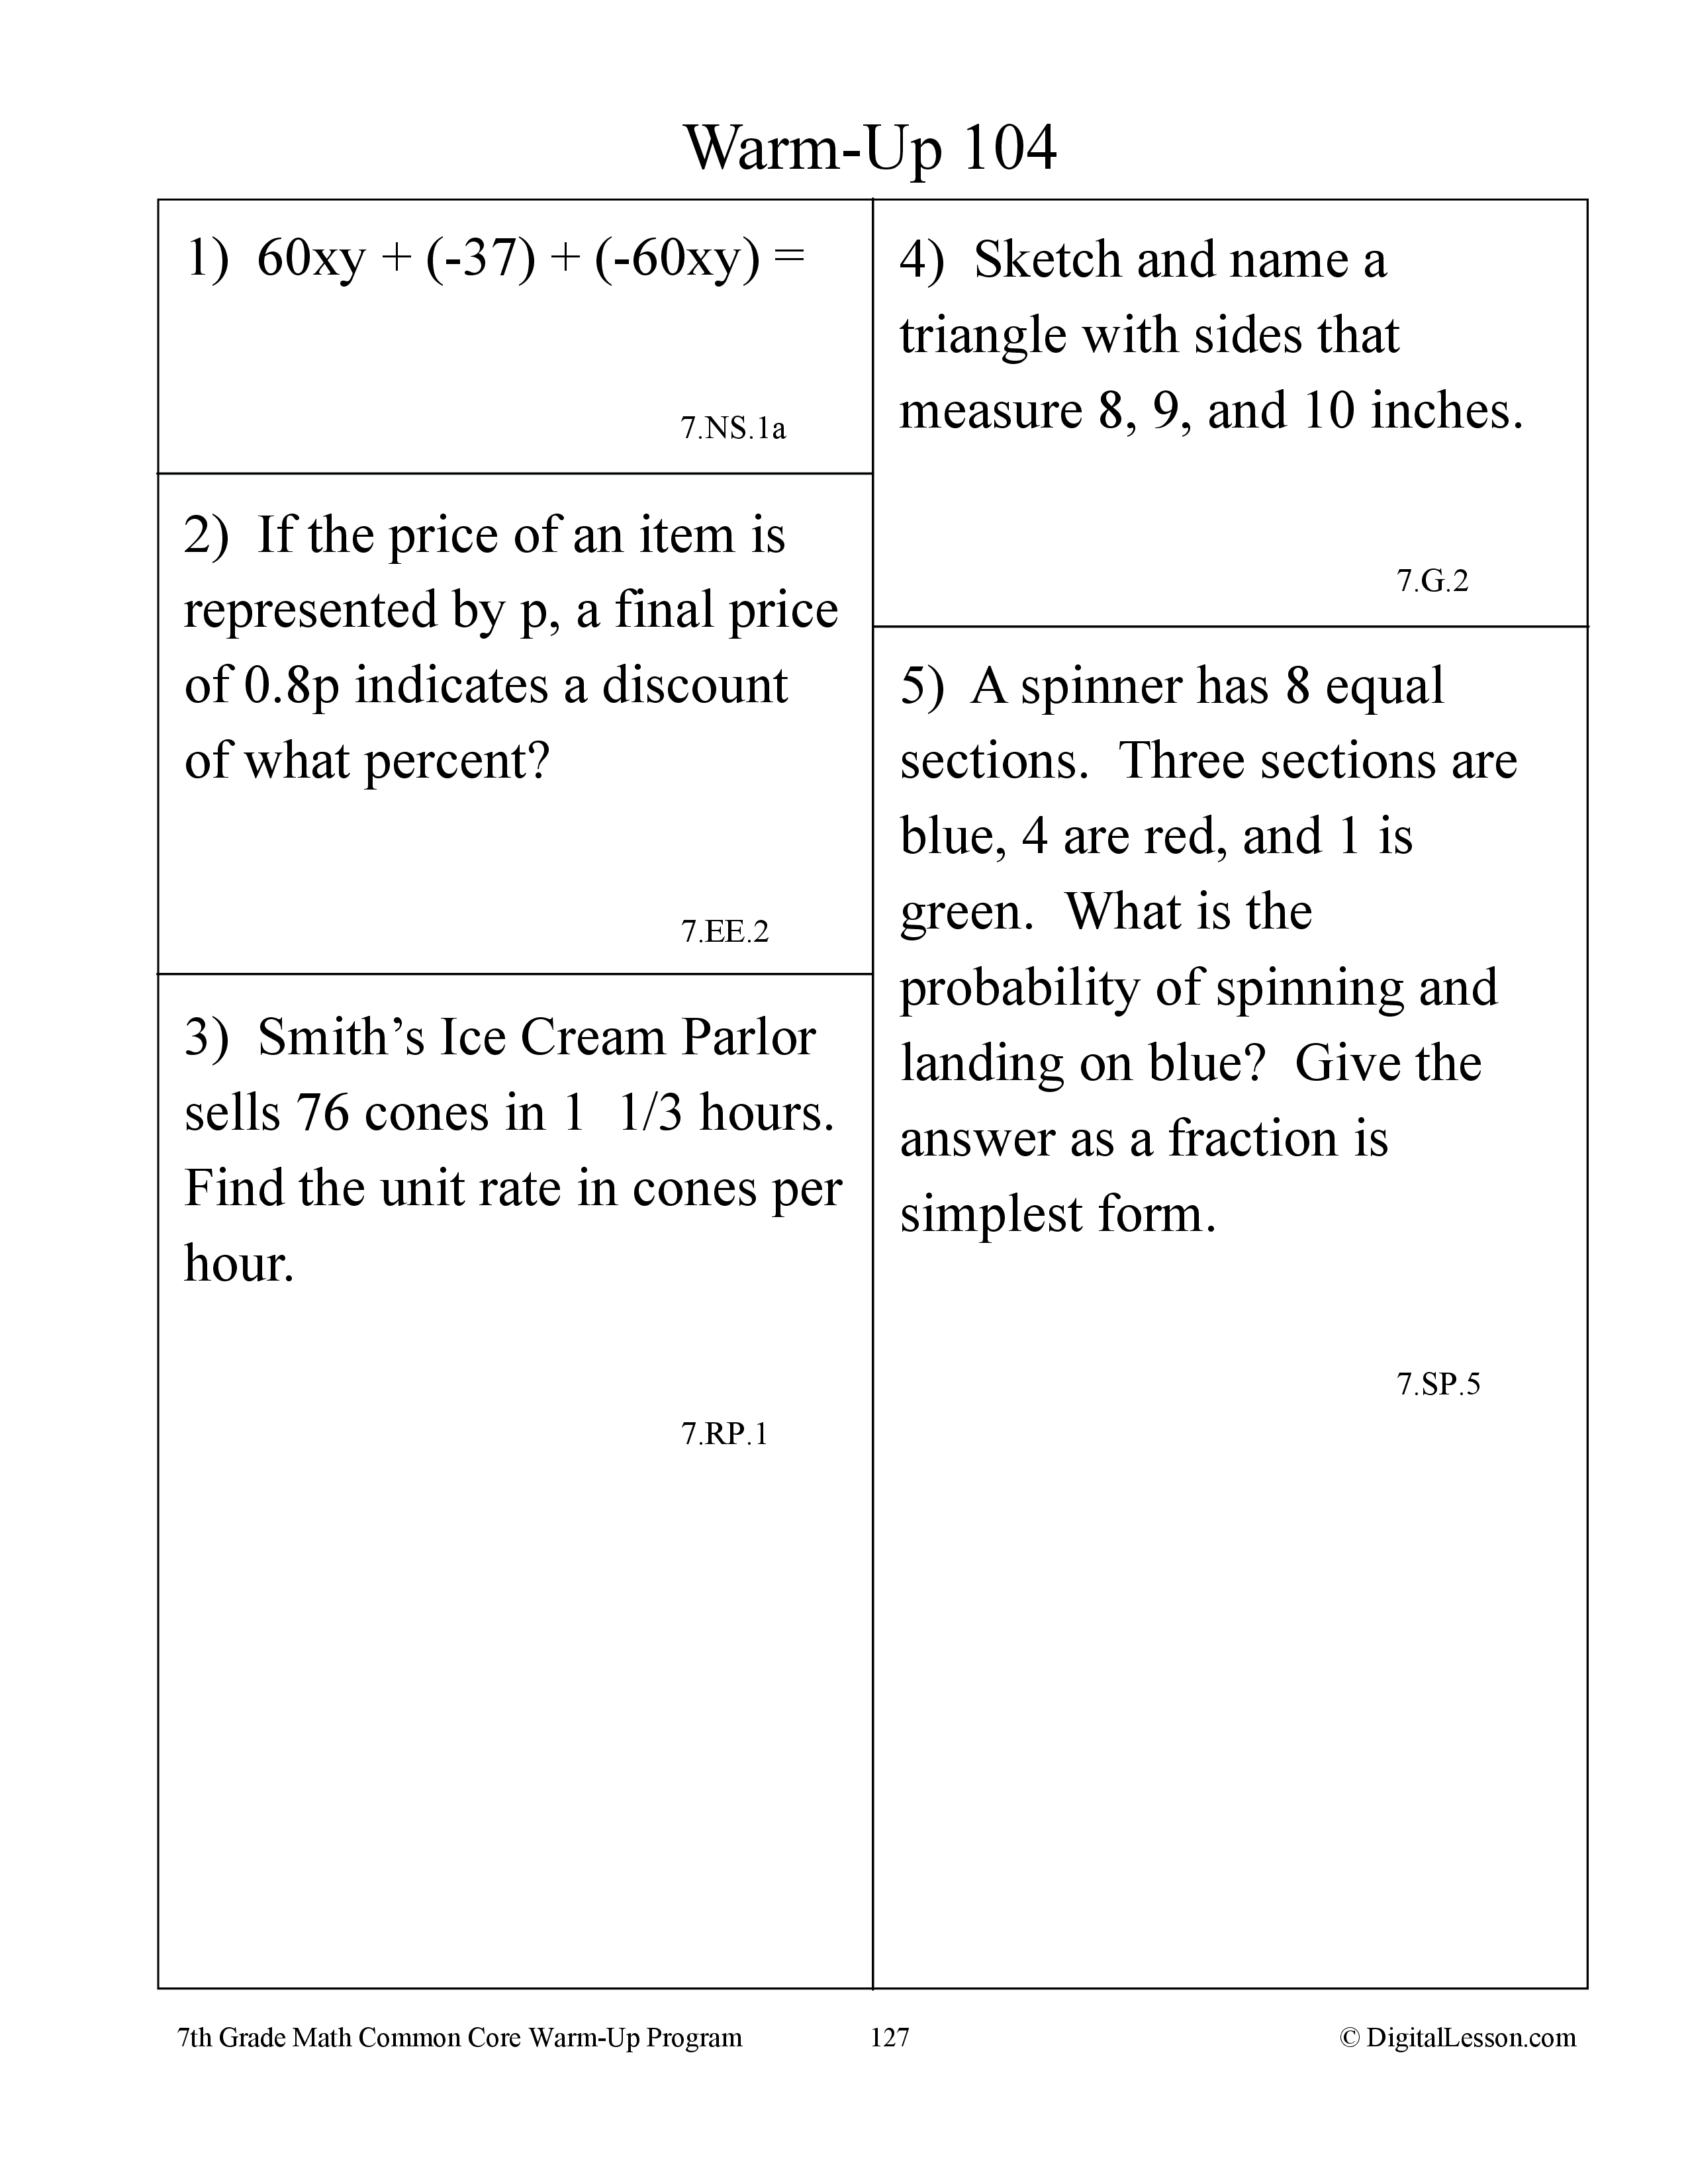 Warm-Up 104
1)  60xy + (-37) + (-60xy) =
7.NS.1a
2)  If the price of an item is
represented by p, a final price
of 0.8p indicates a discount
of what percent?
7.EE.2
3)  Smith’s Ice Cream Parlor
sells 76 cones in 1  1/3 hours.
Find the unit rate in cones per
hour.
7.RP.1
4)  Sketch and name a
triangle with sides that
measure 8, 9, and 10 inches.
7.G.2
5)  A spinner has 8 equal
sections.  Three sections are
blue, 4 are red, and 1 is
green.  What is the
probability of spinning and
landing on blue?  Give the
answer as a fraction is
simplest form.
7.SP.5
7th Grade Math Common Core Warm-Up Program 127 © DigitalLesson.com